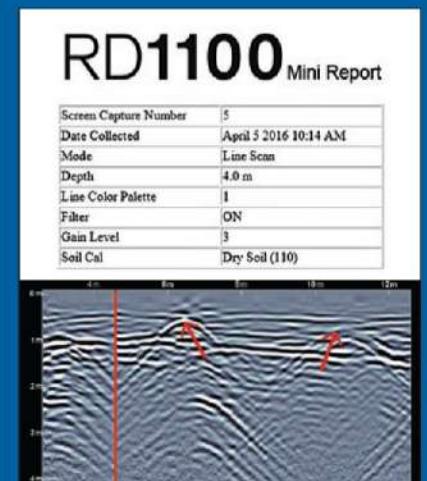 RD1100 Mini Report
Screen Capture Number 5
Date Collected April 5 2016 10:14 AM
Mode Line Scan
Depth 4.0 m
Line Color Palette 1
Filter ON
Gain Level 3
Soil Cal Dry Soil (110)
4m 6m 8m 10m 12m
0m
1m
2m
3m
4m